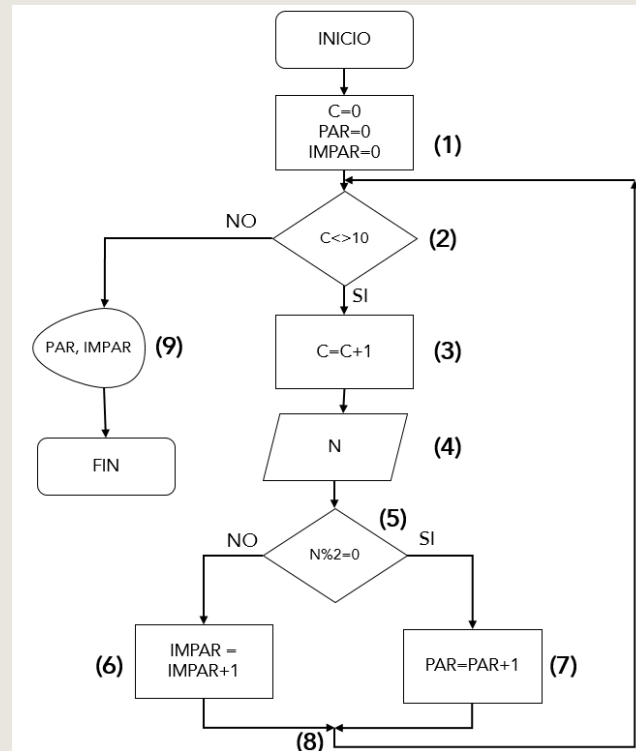 INICIO
C=0
PAR=0
IMPAR=0
(1)
NO
C<>10
(2)
SI
PAR, IMPAR
(9)
C=C+1
(3)
FIN
N
(4)
(5)
NO
N%2=0
SI
(6)
IMPAR =
IMPAR+1
PAR=PAR+1
(7)
(8)